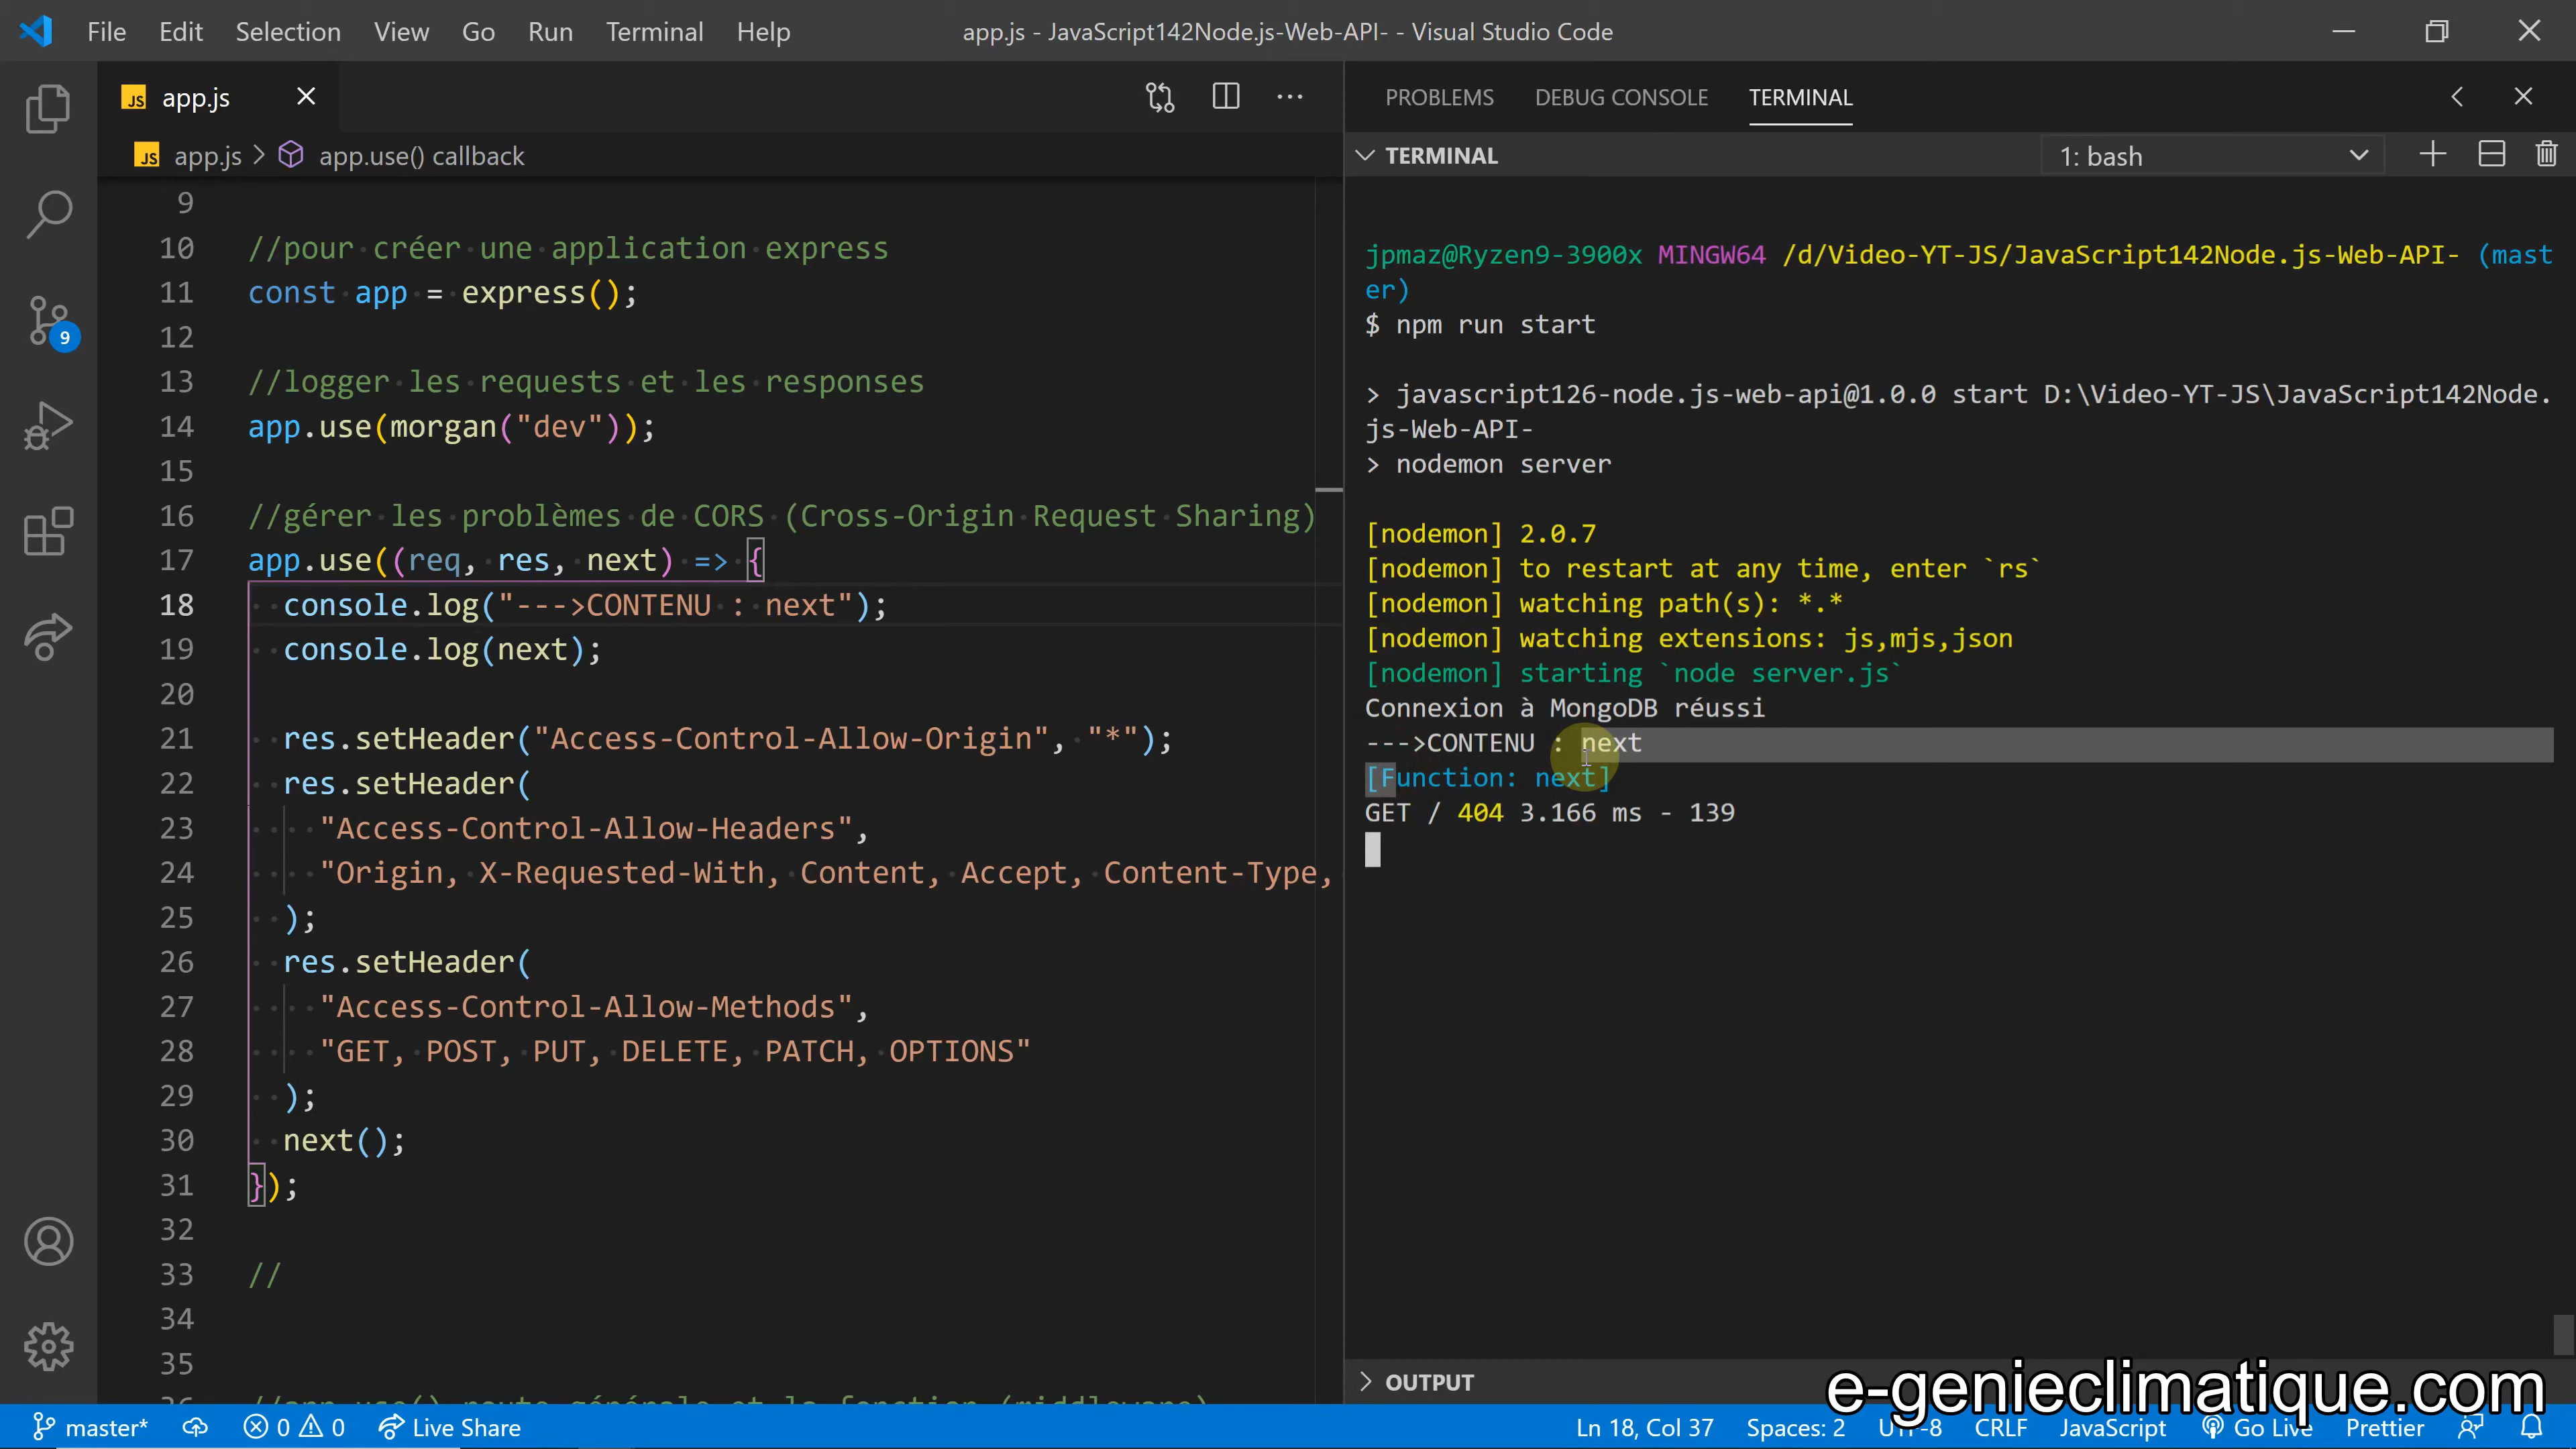 File Edit Selection View Go Run Terminal Help
app.js - JavaScript142Node.js-Web-API- - Visual Studio Code
JS app.js
JS app.js > app.use() callback
9
10 //pour créer une application express
11 const app = express();
12
13 //logger les requests et les responses
14 app.use(morgan("dev"));
15
16 //gérer les problèmes de CORS (Cross-Origin Request Sharing)
17 app.use((req, res, next) => {
18 console.log("--->CONTENU : next");
19 console.log(next);
20
21 res.setHeader("Access-Control-Allow-Origin", "*");
22 res.setHeader(
23 "Access-Control-Allow-Headers",
24 "Origin, X-Requested-With, Content, Accept, Content-Type,
25 );
26 res.setHeader(
27 "Access-Control-Allow-Methods",
28 "GET, POST, PUT, DELETE, PATCH, OPTIONS"
29 );
30 next();
31 });
32
33 //
34
35
PROBLEMS DEBUG CONSOLE TERMINAL
TERMINAL 1: bash
jpmaz@Ryzen9-3900x MINGW64 /d/Video-YT-JS/JavaScript142Node.js-Web-API- (mast
er)
$ npm run start
> javascript126-node.js-web-api@1.0.0 start D:\Video-YT-JS\JavaScript142Node.
js-Web-API-
> nodemon server
[nodemon] 2.0.7
[nodemon] to restart at any time, enter `rs`
[nodemon] watching path(s): *.*
[nodemon] watching extensions: js,mjs,json
[nodemon] starting `node server.js`
Connexion à MongoDB réussi
--->CONTENU : next
[Function: next]
GET / 404 3.166 ms - 139
OUTPUT
e-genieclimatique.com
9
master* 0 0 Live Share
Ln 18, Col 37 Spaces: 2 UTF-8 CRLF JavaScript Go Live Prettier